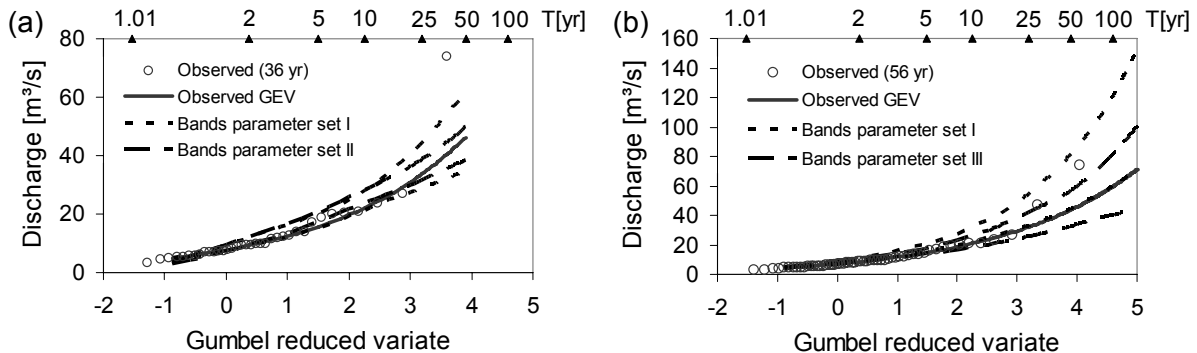 (a)
1.01 2 5 10 25 50 100 T[yr]
80
60
40
20
0
Discharge [m³/s]
Observed (36 yr)
Observed GEV
Bands parameter set I
Bands parameter set II
-2 -1 0 1 2 3 4 5
Gumbel reduced variate
(b)
1.01 2 5 10 25 50 100 T[yr]
160
140
120
100
80
60
40
20
0
Discharge [m³/s]
Observed (56 yr)
Observed GEV
Bands parameter set I
Bands parameter set III
-2 -1 0 1 2 3 4 5
Gumbel reduced variate